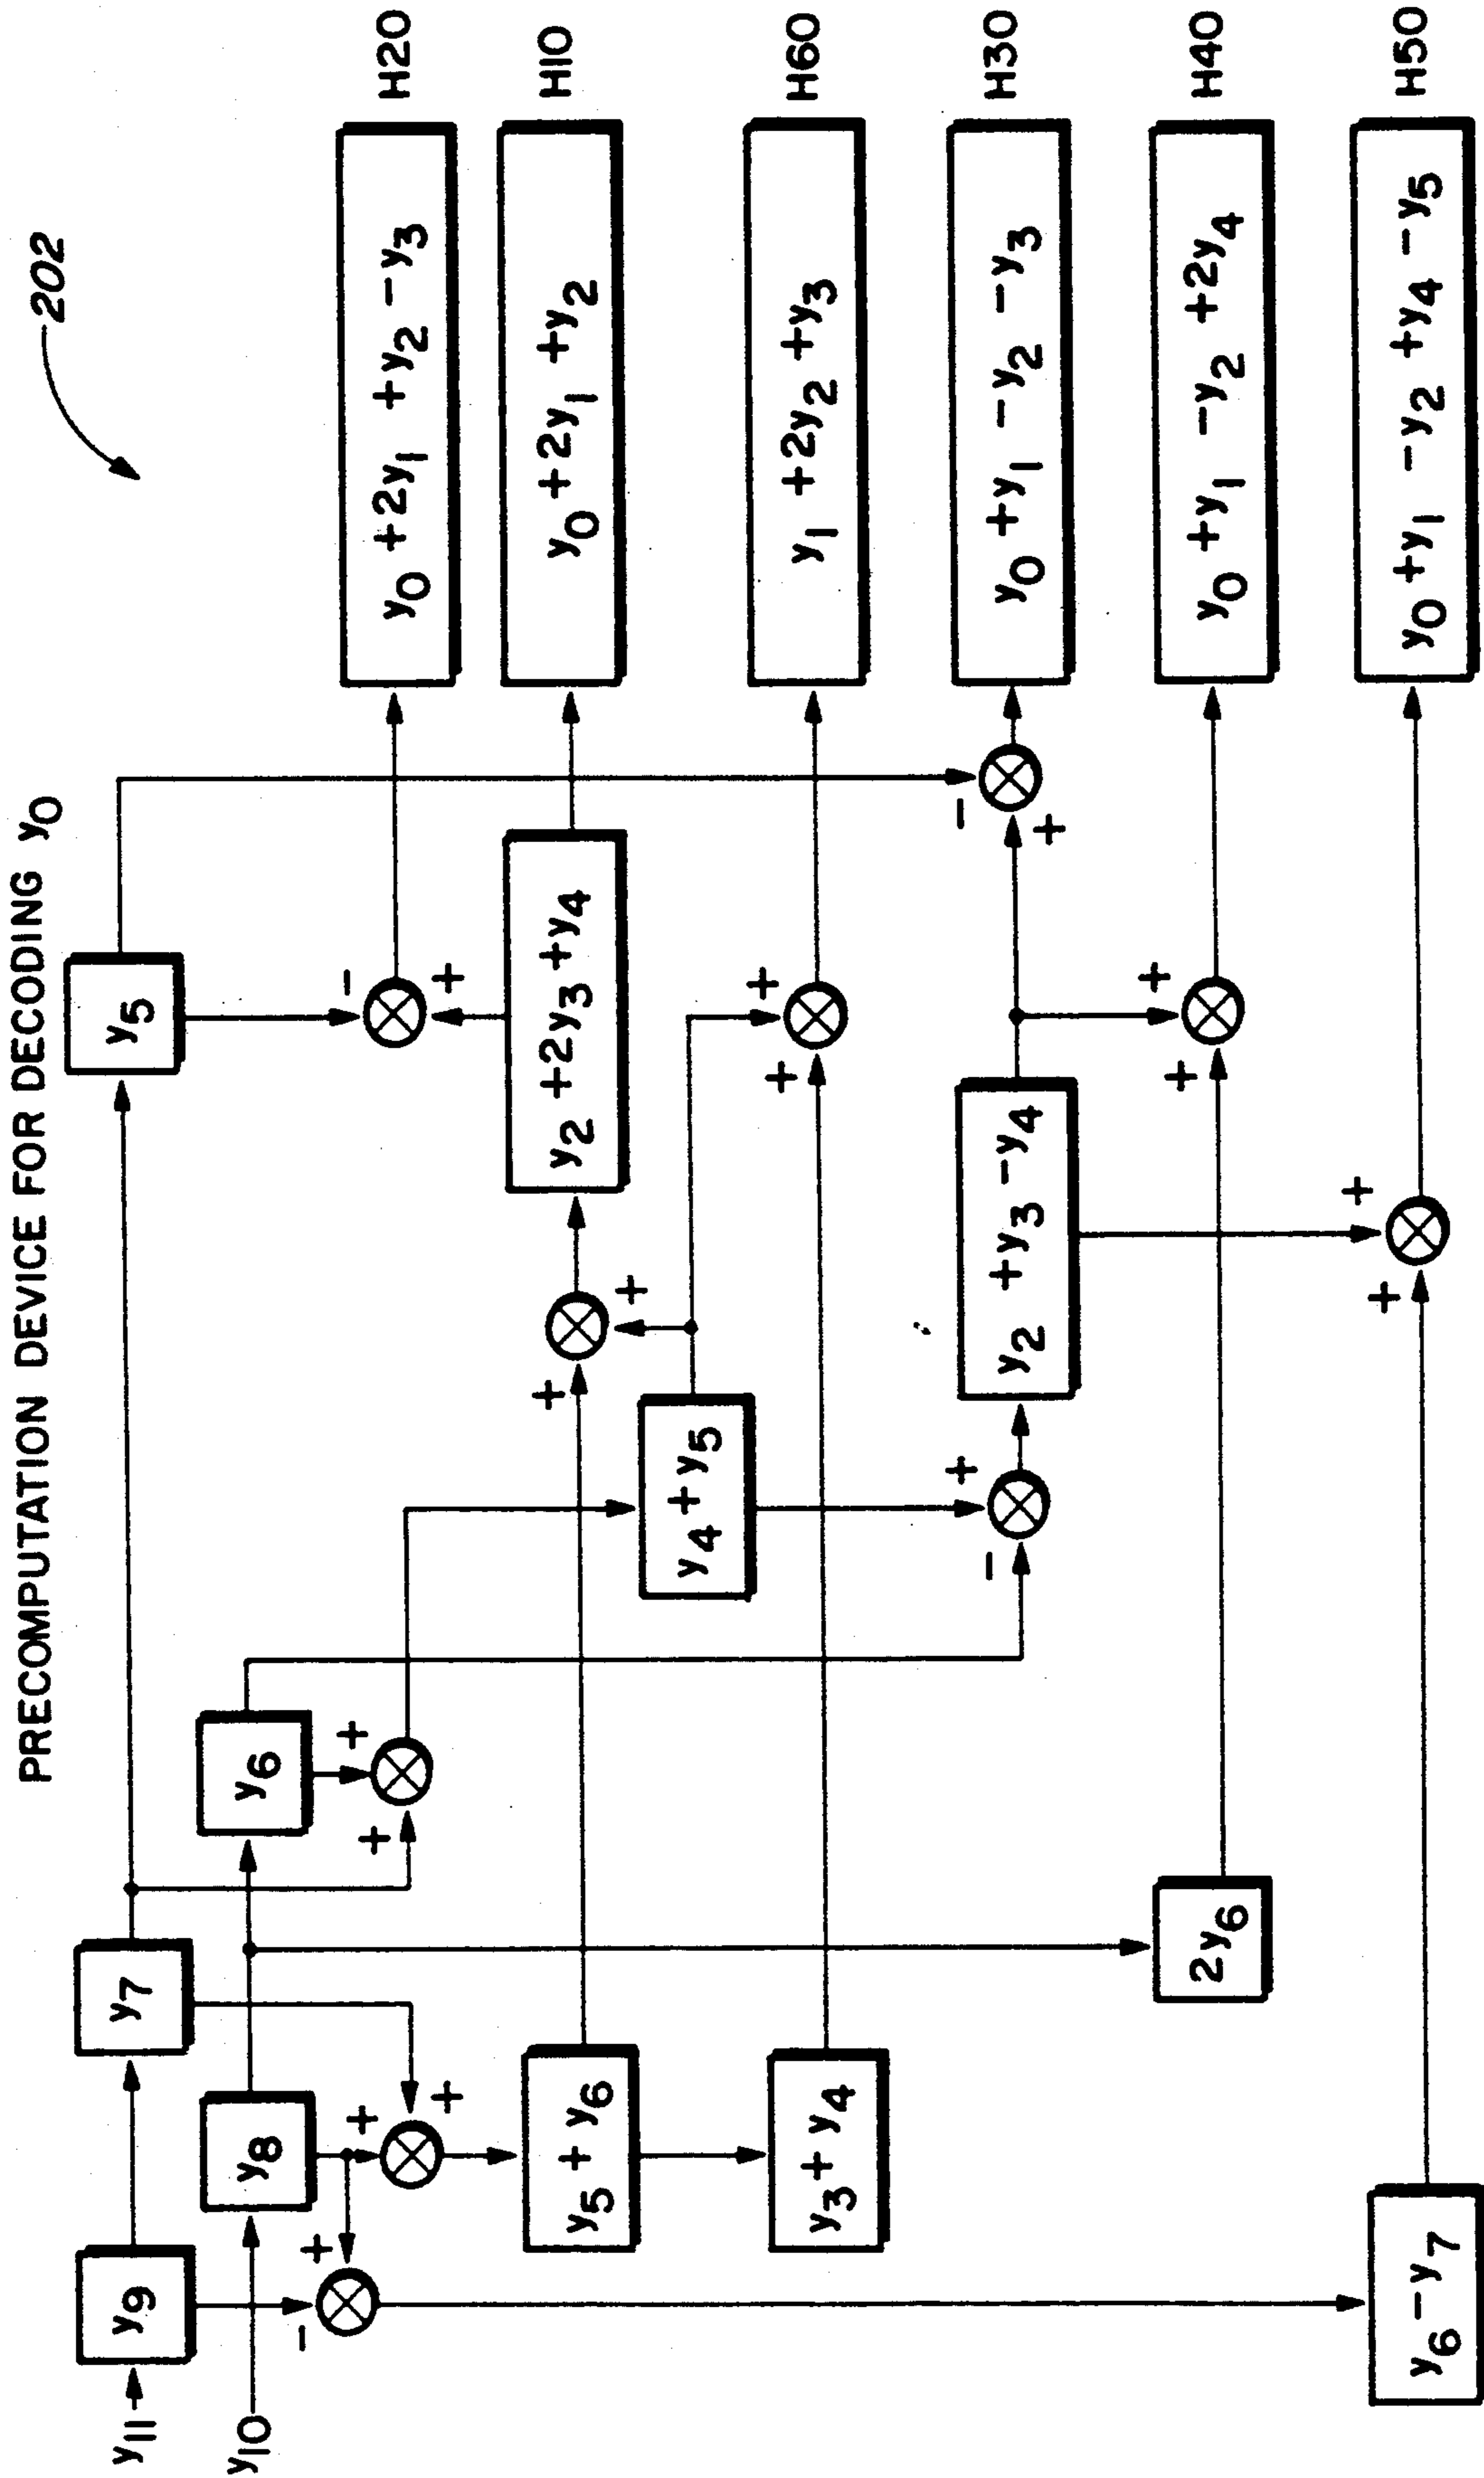 PRECOMPUTATION DEVICE FOR DECODING y0
202
y11
y9
y7
y5
y10
y8
y6
+
+
-
+
+
+
+
-
+
y0 + 2y1 + y2 - y3
H20
y5 + y6
+
+
y2 + 2y3 + y4
y0 + 2y1 + y2
H10
y4 + y5
y3 + y4
+
+
y1 + 2y2 + y3
H60
-
+
y2 + y3 - y4
-
+
y0 + y1 - y2 - y3
H30
2y6
+
+
y0 + y1 - y2 + 2y4
H40
y6 - y7
+
+
y0 + y1 - y2 + y4 - y5
H50